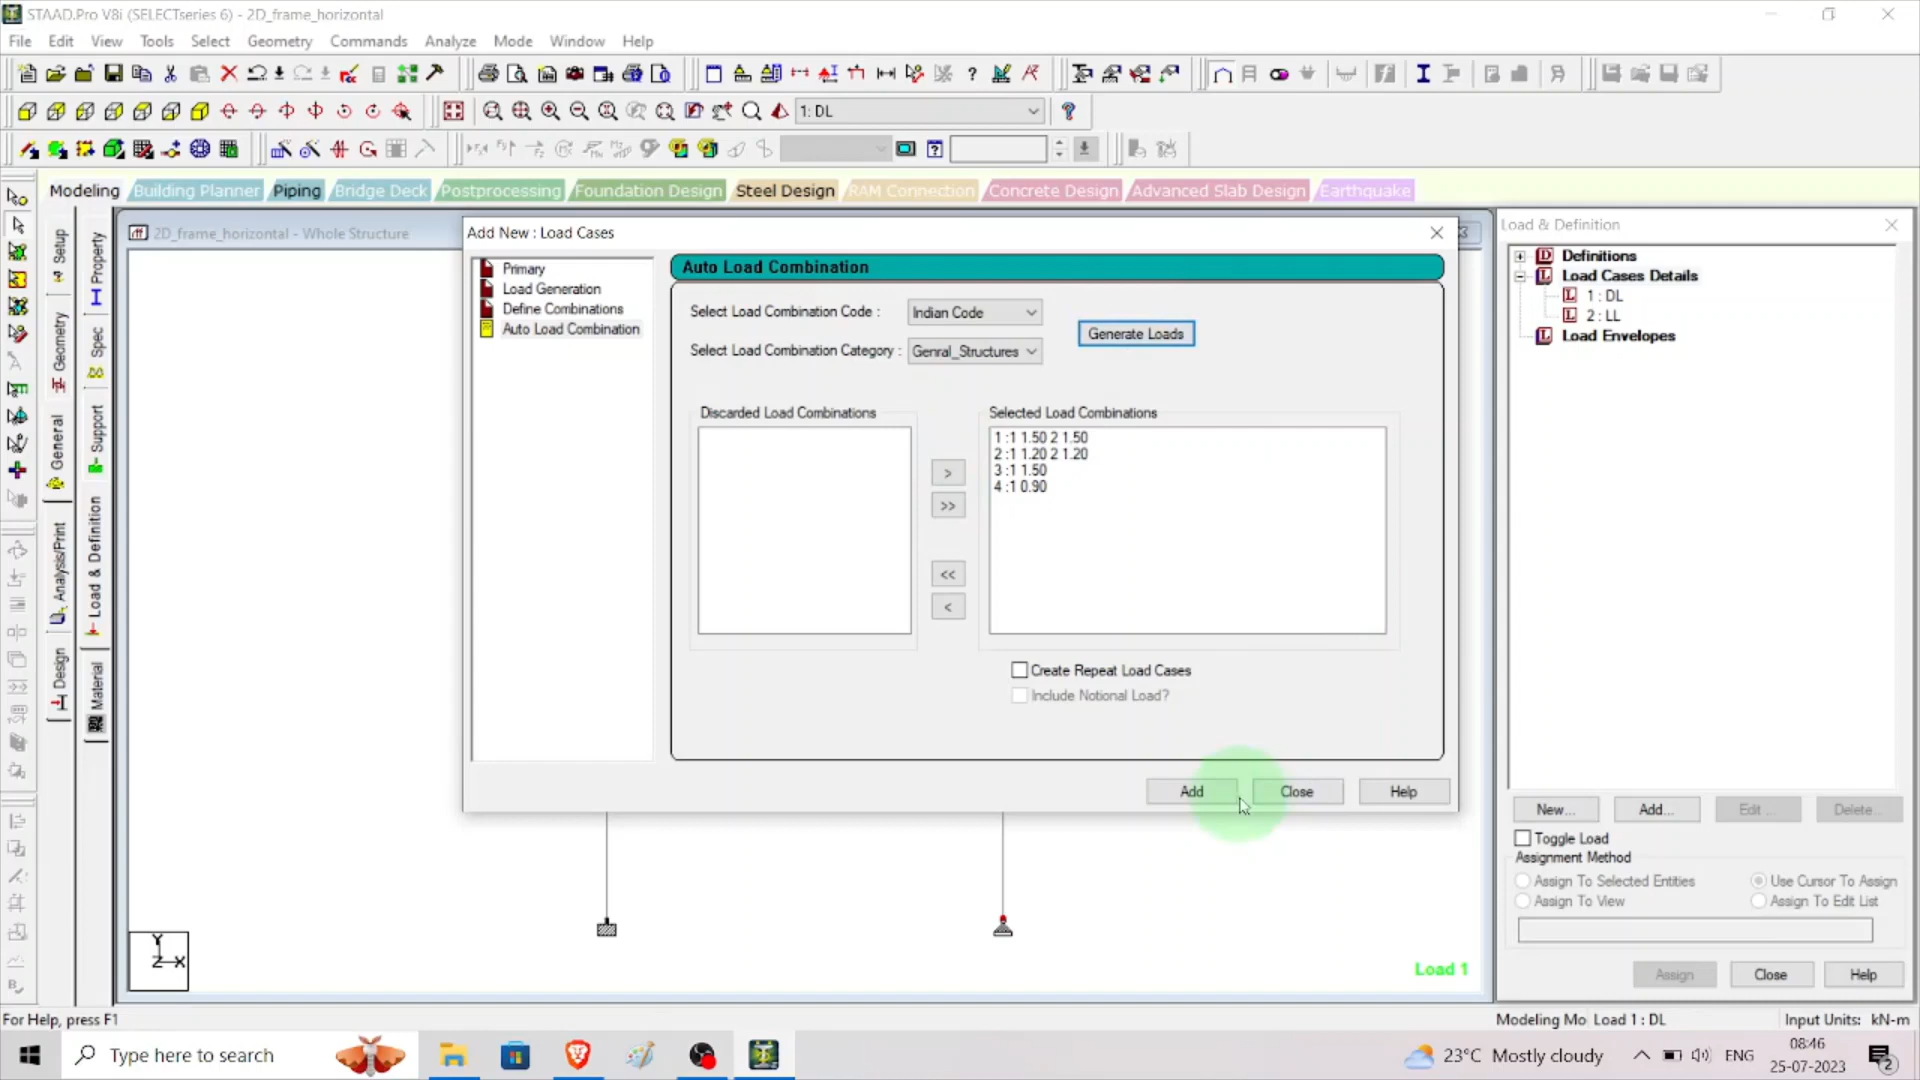 STAAD.Pro V8i (SELECTseries 6) - 2D_frame_horizontal
File Edit View Tools Select Geometry Commands Analyze Mode Window Help
1: DL
Modeling Building Planner Piping Bridge Deck Postprocessing Foundation Design Steel Design RAM Connection Concrete Design Advanced Slab Design Earthquake
Setup
Geometry
General
Analysis/Print
Design
Property
Spec
Support
Load & Definition
Material
2D_frame_horizontal - Whole Structure
Add New : Load Cases
Primary
Load Generation
Define Combinations
Auto Load Combination
Auto Load Combination
Select Load Combination Code : Indian Code
Generate Loads
Select Load Combination Category : Genral_Structures
Discarded Load Combinations
Selected Load Combinations
1 :1 1.50 2 1.50
2 :1 1.20 2 1.20
3 :1 1.50
4 :1 0.90
>
>>
<<
<
Create Repeat Load Cases
Include Notional Load?
Add Close Help
Load & Definition
Definitions
Load Cases Details
1 : DL
2 : LL
Load Envelopes
New... Add... Edit... Delete...
Toggle Load
Assignment Method
Assign To Selected Entities Use Cursor To Assign
Assign To View Assign To Edit List
Assign Close Help
Y
Z X
Load 1
For Help, press F1
Modeling Mo Load 1 : DL Input Units: kN-m
Type here to search
23°C Mostly cloudy
ENG
08:46
25-07-2023
2